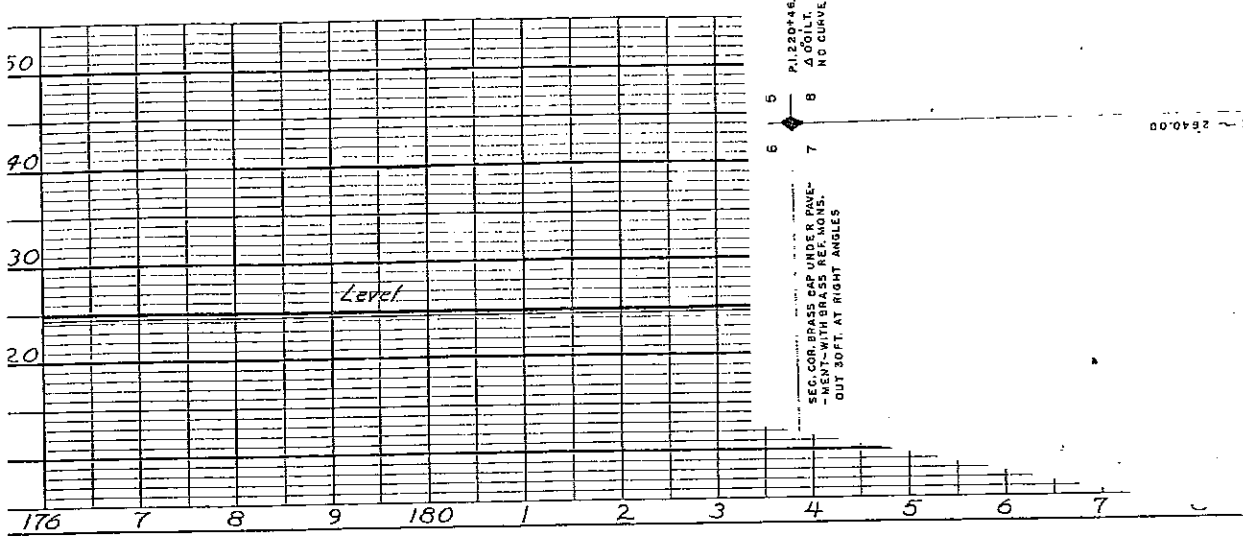 50
40
30
20
Level
176 7 8 9 180 1 2 3 4 5 6 7
P.I. 220+46.
Δ 0°01' LT.
NO CURVE
6 5
7 8
SEC. COR. BRASS CAP UNDER PAVE-
-MENT-WITH BRASS REF. MONS.
OUT 30 FT. AT RIGHT ANGLES
2640.00